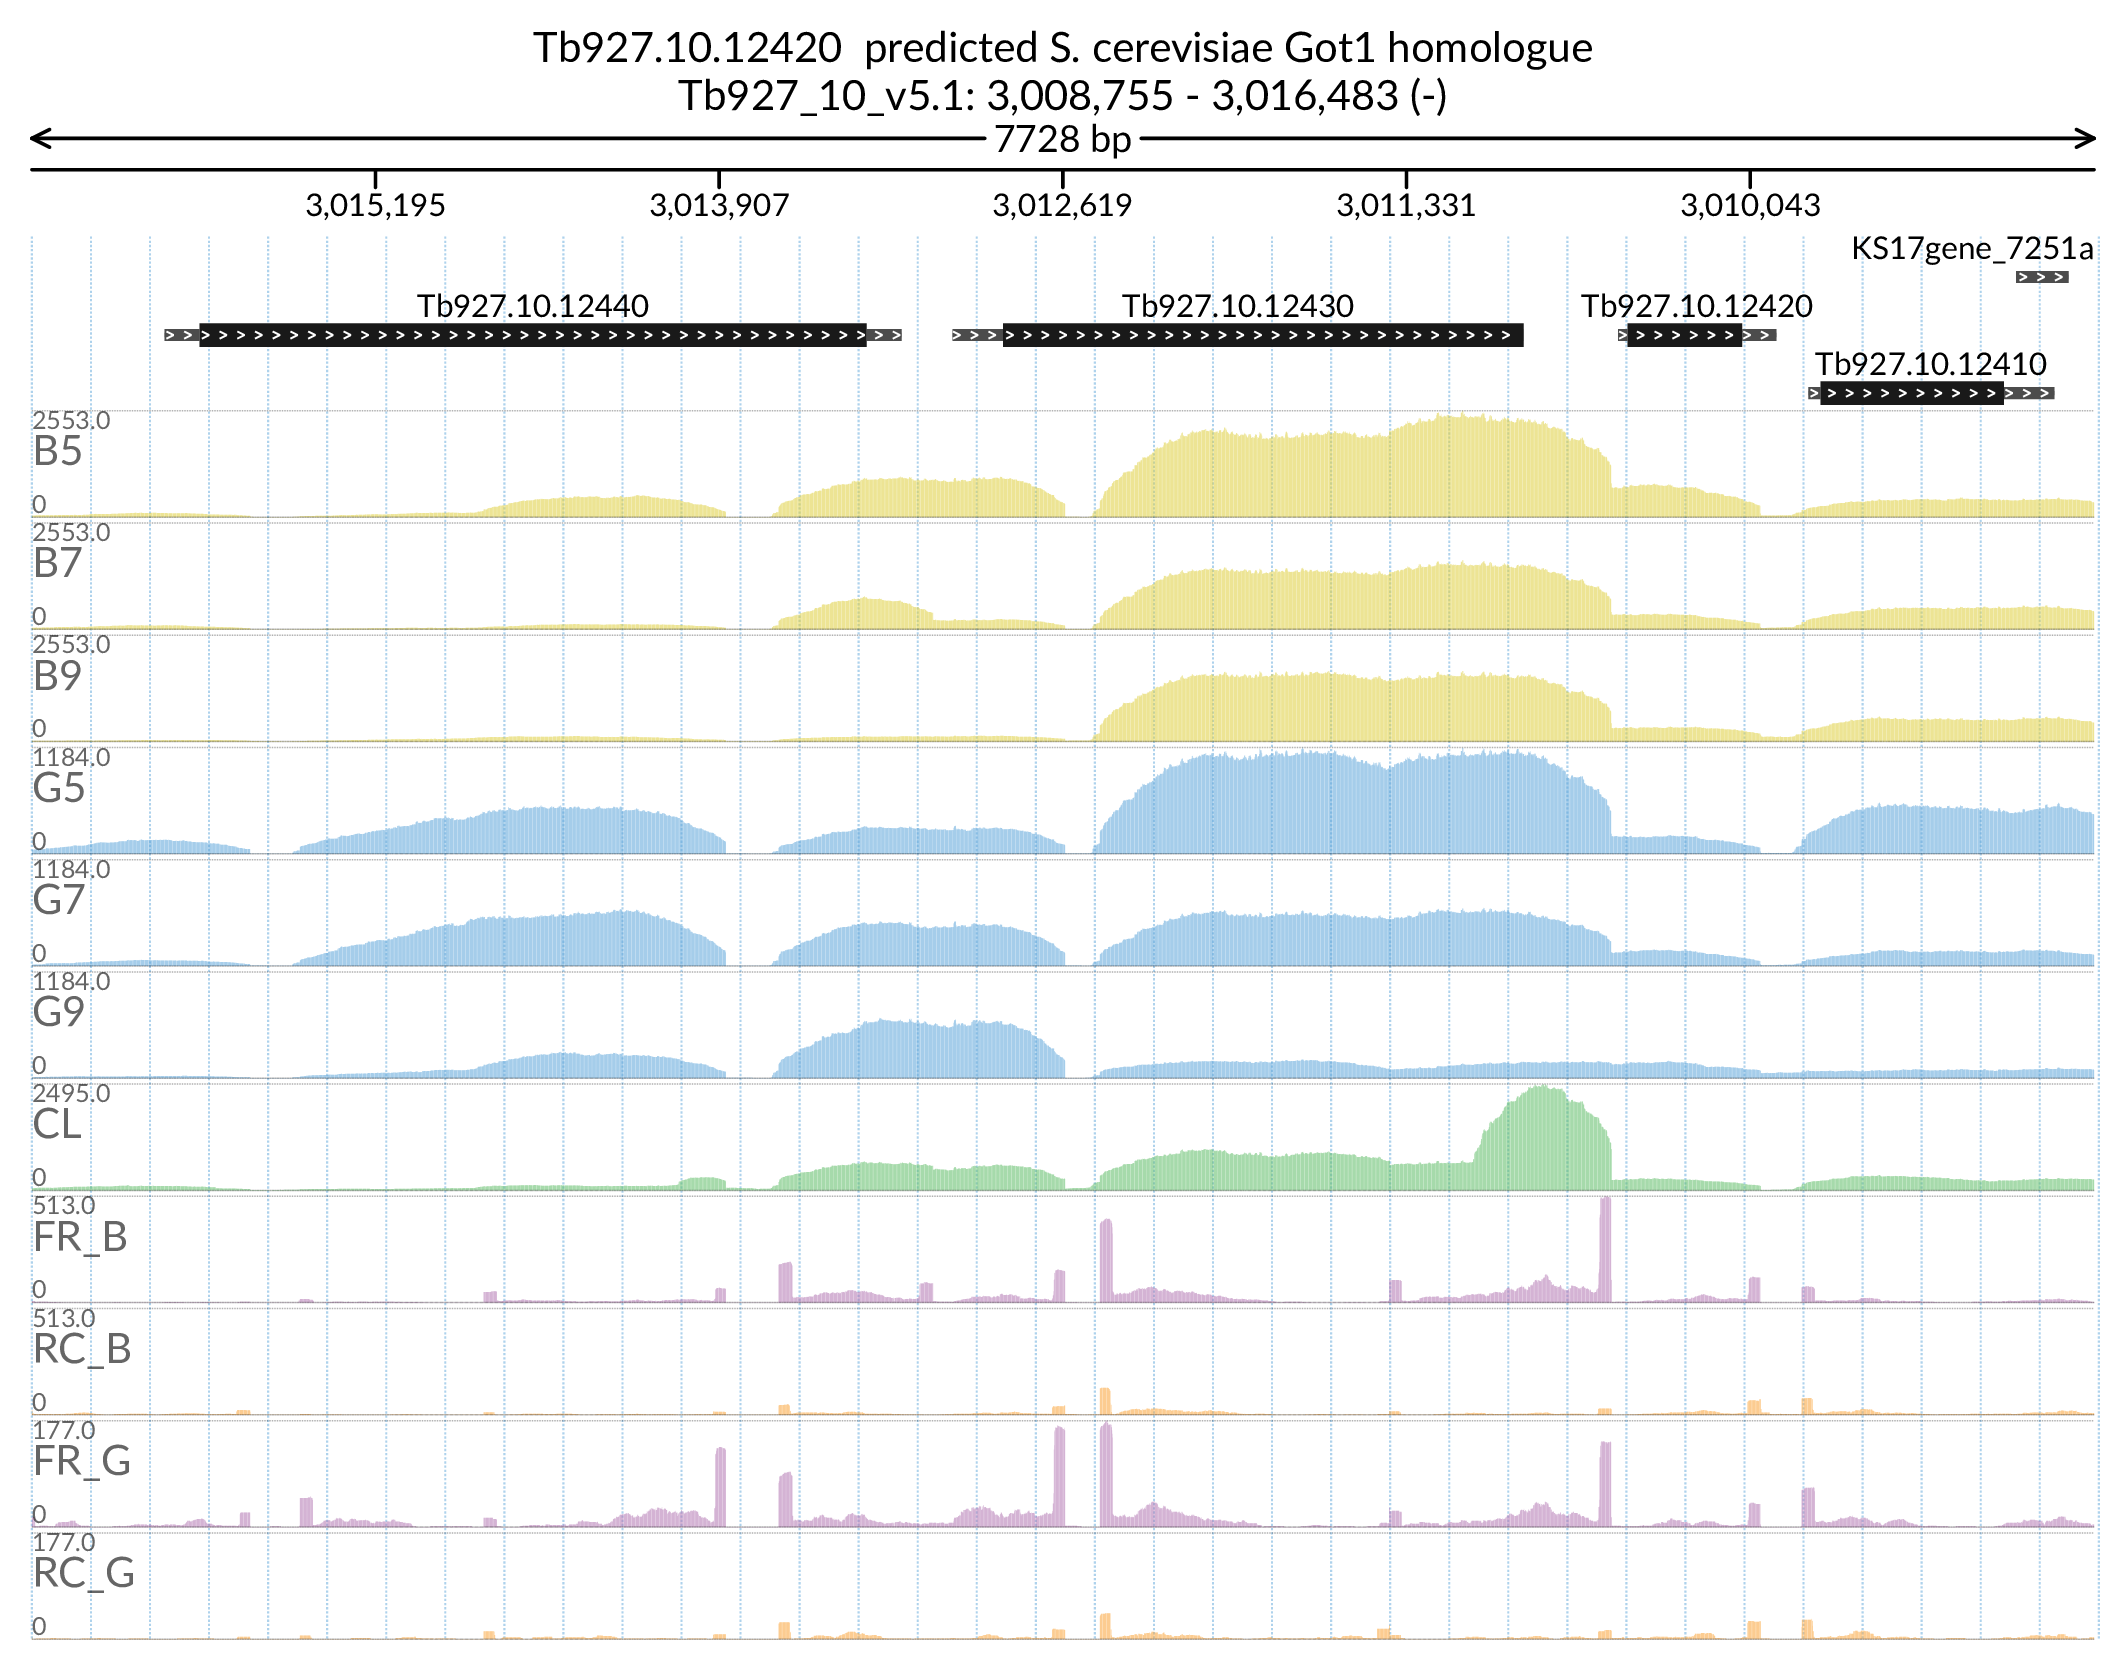 Tb927.10.12420  predicted S. cerevisiae Got1 homologue
Tb927_10_v5.1: 3,008,755 - 3,016,483 (-)
7728 bp
3,015,195 3,013,907 3,012,619 3,011,331 3,010,043
KS17gene_7251a
Tb927.10.12440 Tb927.10.12430 Tb927.10.12420
Tb927.10.12410
2553.0
B5
0
2553.0
B7
0
2553.0
B9
0
1184.0
G5
0
1184.0
G7
0
1184.0
G9
0
2495.0
CL
0
513.0
FR_B
0
513.0
RC_B
0
177.0
FR_G
0
177.0
RC_G
0